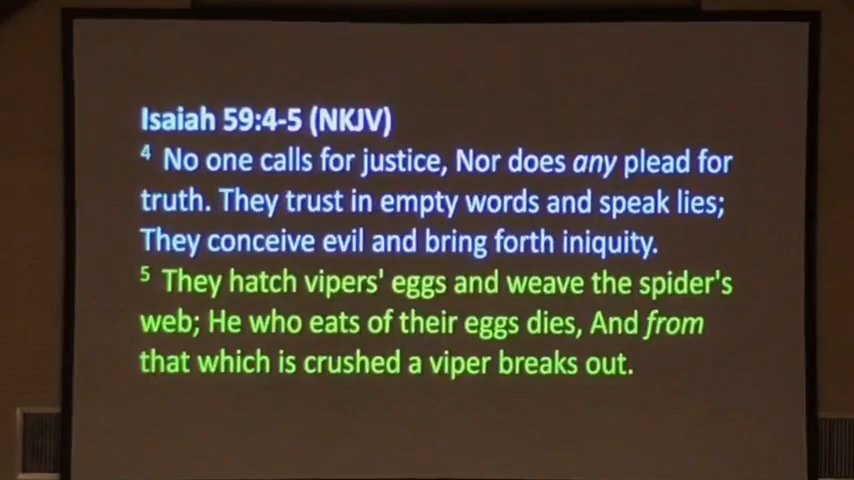 Isaiah 59:4-5 (NKJV)
4 No one calls for justice, Nor does any plead for
truth. They trust in empty words and speak lies;
They conceive evil and bring forth iniquity.
5 They hatch vipers' eggs and weave the spider's
web; He who eats of their eggs dies, And from
that which is crushed a viper breaks out.